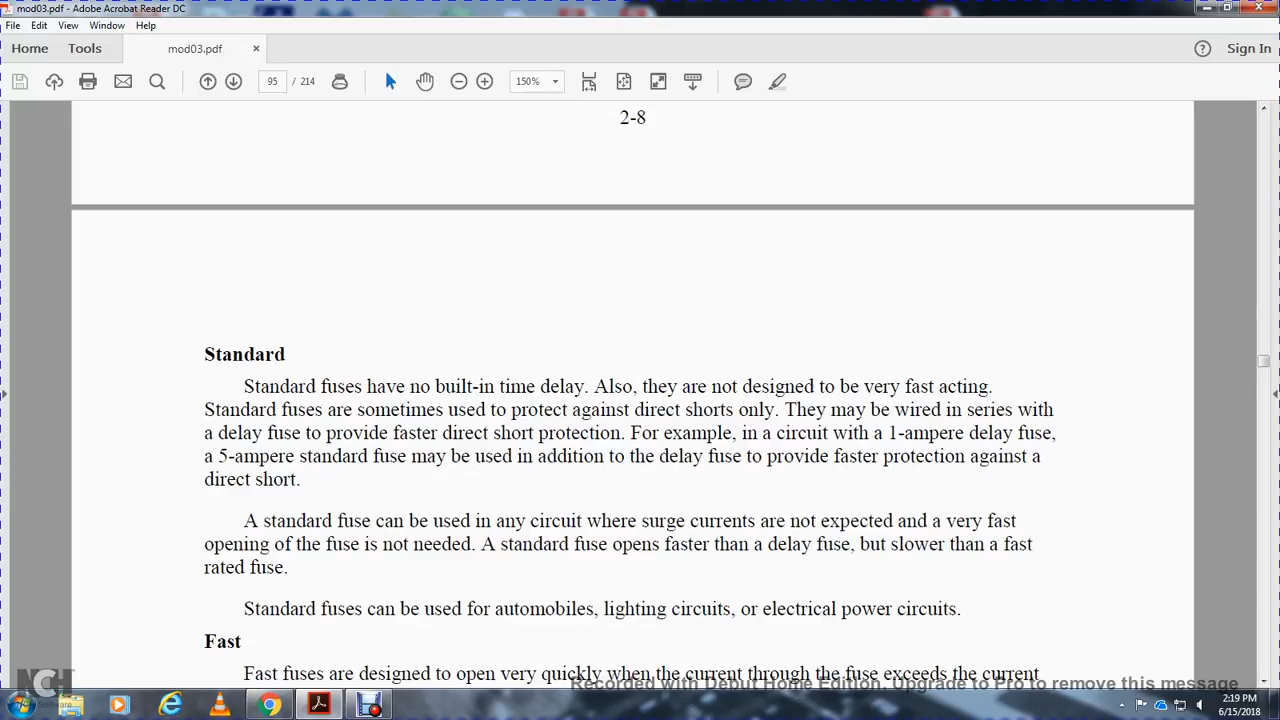 mod03.pdf - Adobe Acrobat Reader DC
File Edit View Window Help
Home Tools mod03.pdf × Sign In
95 / 214 150%
2-8
Standard
Standard fuses have no built-in time delay. Also, they are not designed to be very fast acting.
Standard fuses are sometimes used to protect against direct shorts only. They may be wired in series with
a delay fuse to provide faster direct short protection. For example, in a circuit with a 1-ampere delay fuse,
a 5-ampere standard fuse may be used in addition to the delay fuse to provide faster protection against a
direct short.
A standard fuse can be used in any circuit where surge currents are not expected and a very fast
opening of the fuse is not needed. A standard fuse opens faster than a delay fuse, but slower than a fast
rated fuse.
Standard fuses can be used for automobiles, lighting circuits, or electrical power circuits.
Fast
Fast fuses are designed to open very quickly when the current through the fuse exceeds the current
Recorded with Debut Home Edition. Upgrade to Pro to remove this message
NCH
Software
2:19 PM
6/15/2018